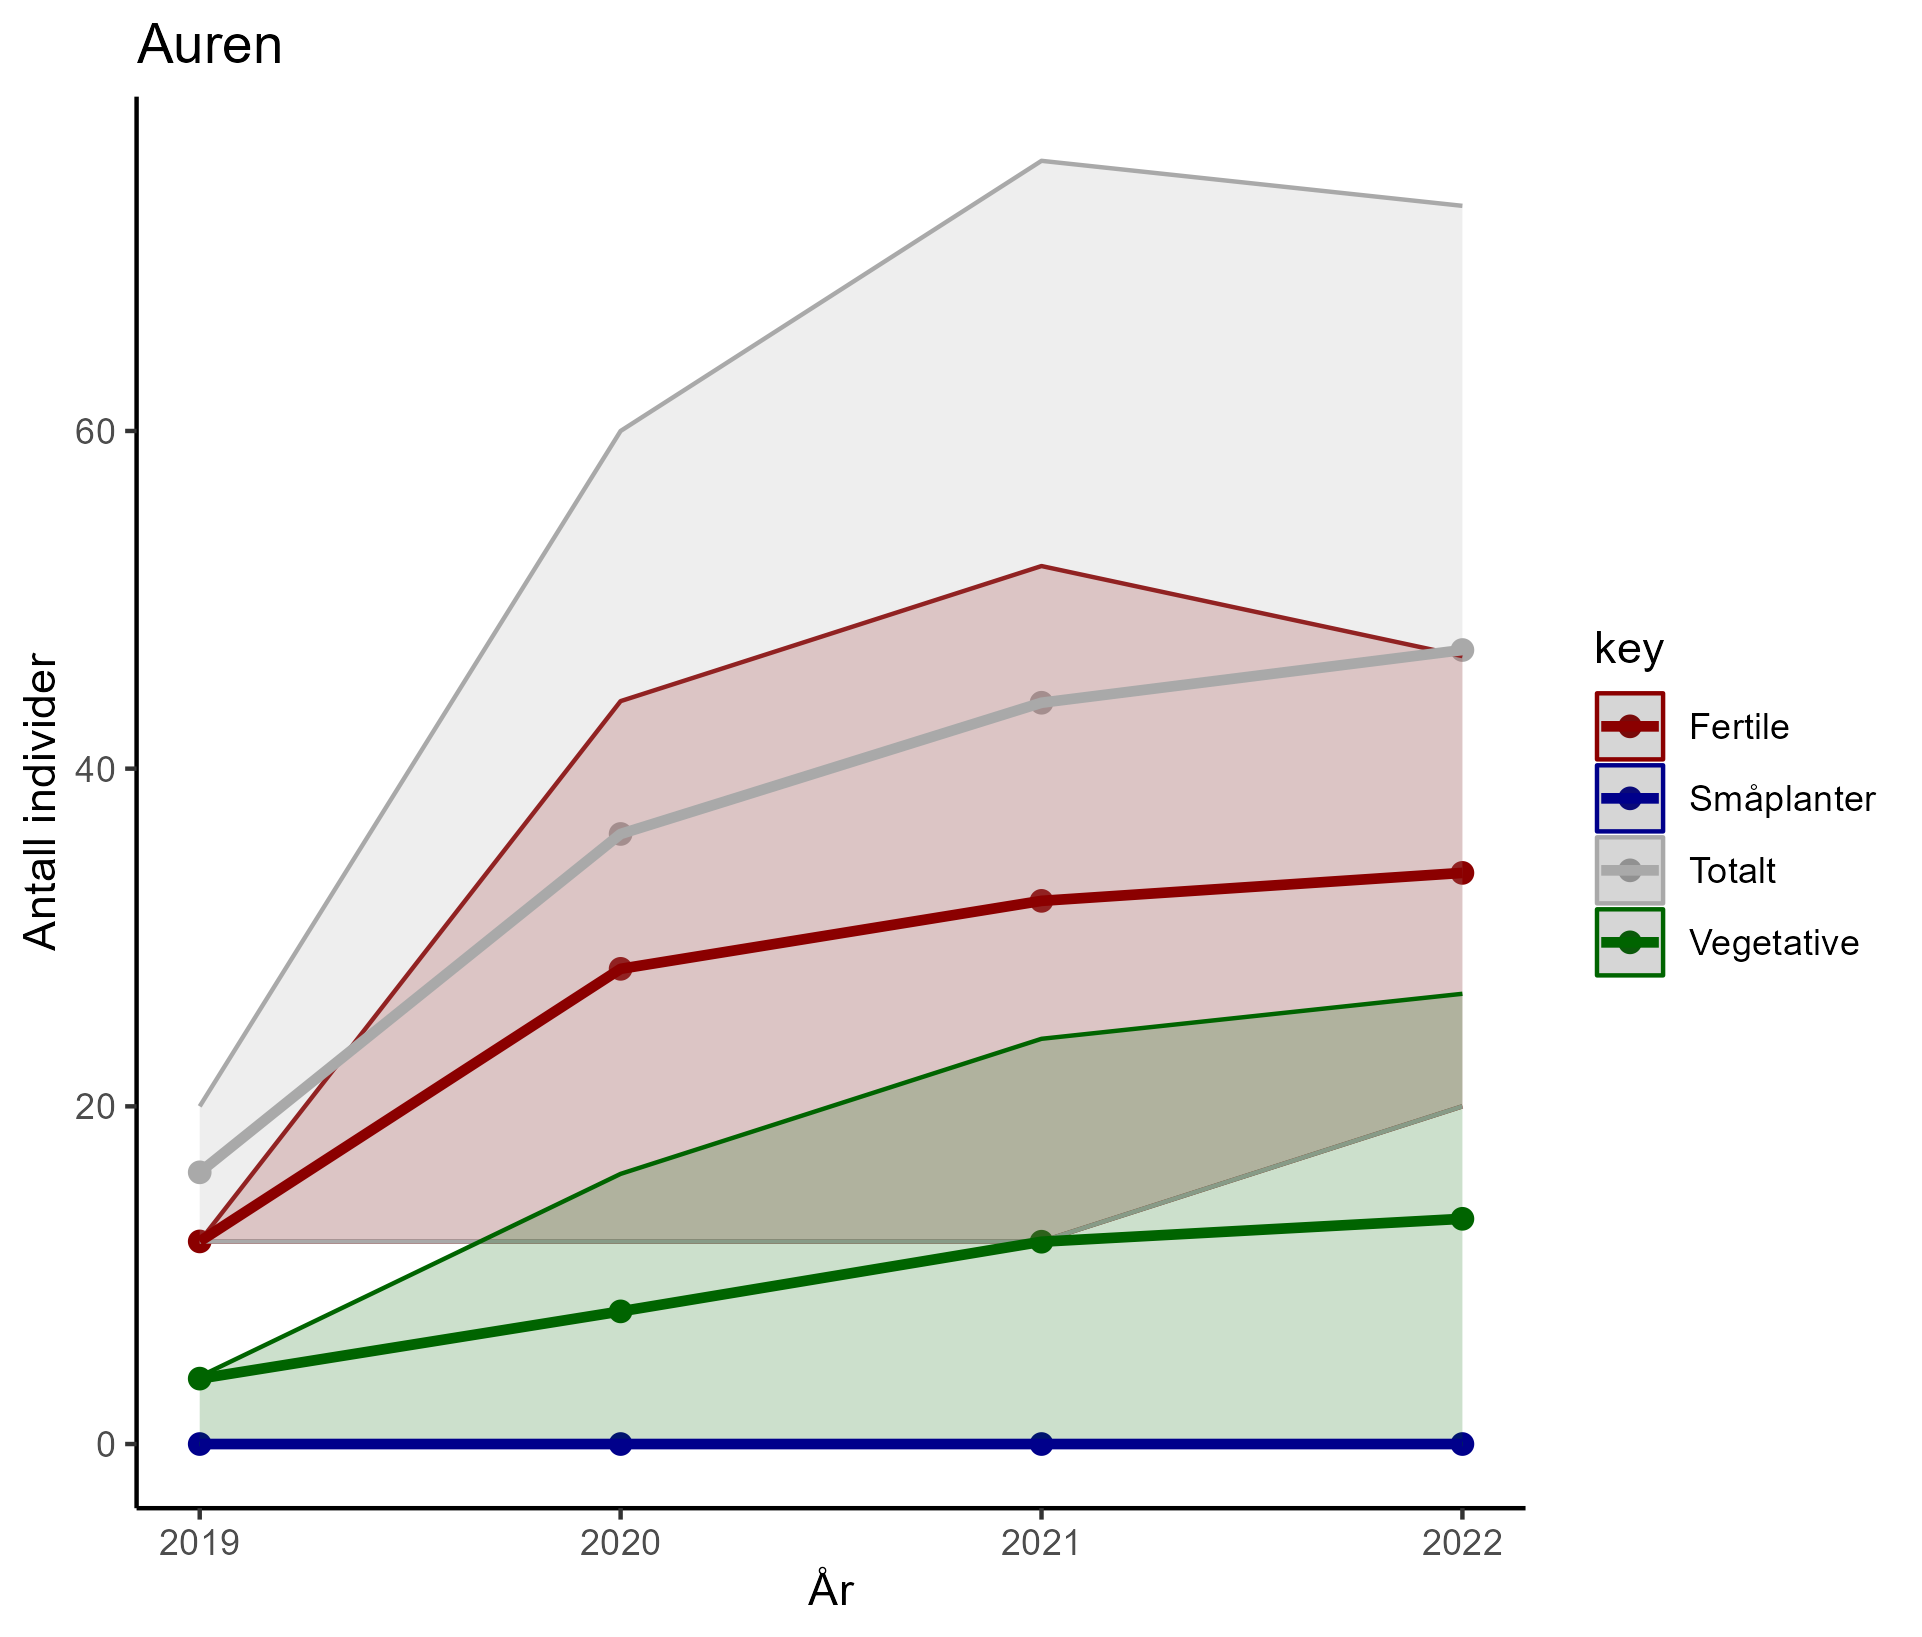 Auren
Antall individer
60
40
20
0
2019 2020 2021 2022
År
key
Fertile
Småplanter
Totalt
Vegetative